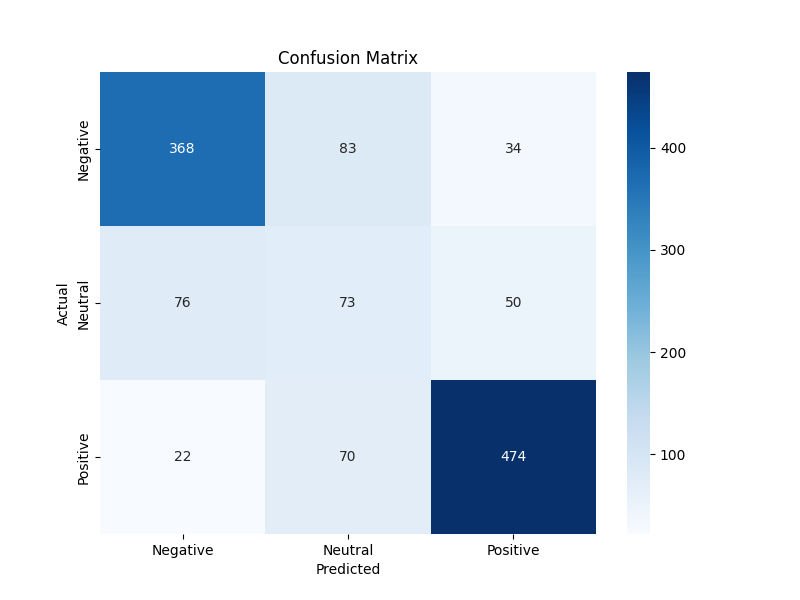 Confusion Matrix
Actual
Negative
368
83
34
Neutral
76
73
50
Positive
22
70
474
Negative
Neutral
Positive
Predicted
400
300
200
100